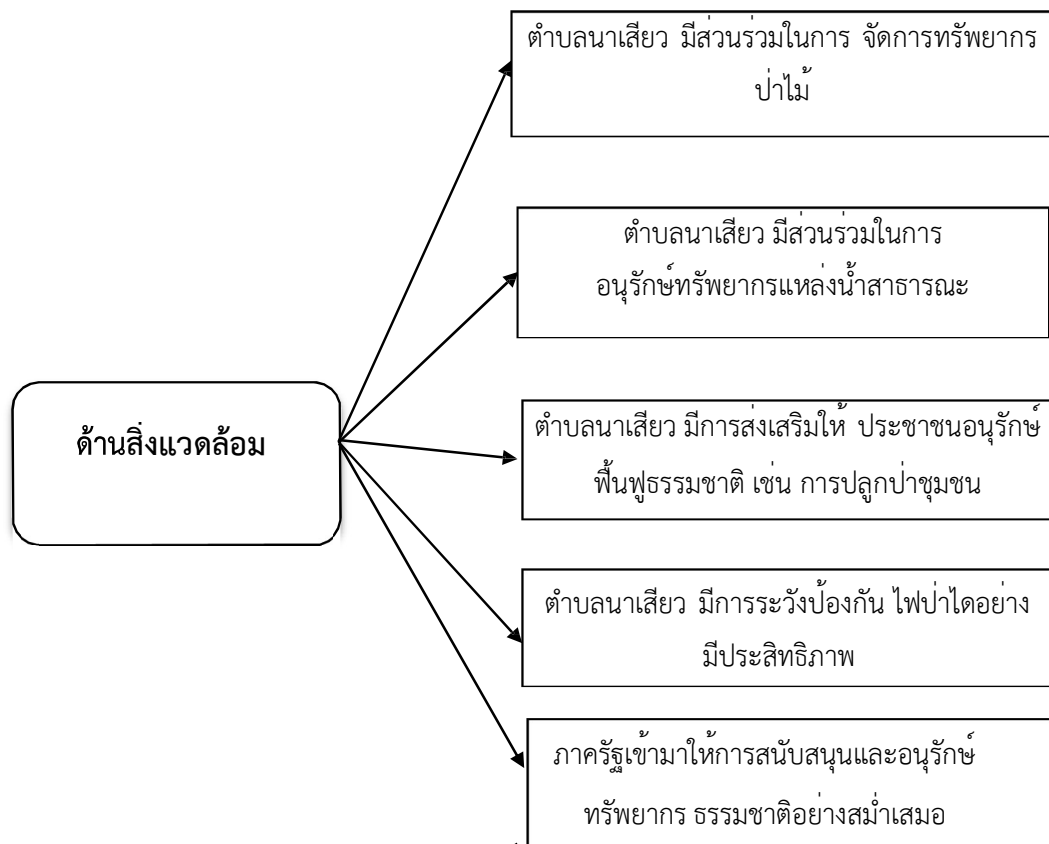 ตำบลนาเสียว มีส่วนร่วมในการ จัดการทรัพยากร
ป่าไม้
ตำบลนาเสียว มีส่วนร่วมในการ
อนุรักษ์ทรัพยากรแหล่งน้ำสาธารณะ
ด้านสิ่งแวดล้อม
ตำบลนาเสียว มีการส่งเสริมให้ ประชาชนอนุรักษ์
ฟื้นฟูธรรมชาติ เช่น การปลูกป่าชุมชน
ตำบลนาเสียว มีการระวังป้องกัน ไฟป่าไดอย่าง
มีประสิทธิภาพ
ภาครัฐเข้ามาให้การสนับสนุนและอนุรักษ์
ทรัพยากร ธรรมชาติอย่างสม่ำเสมอ